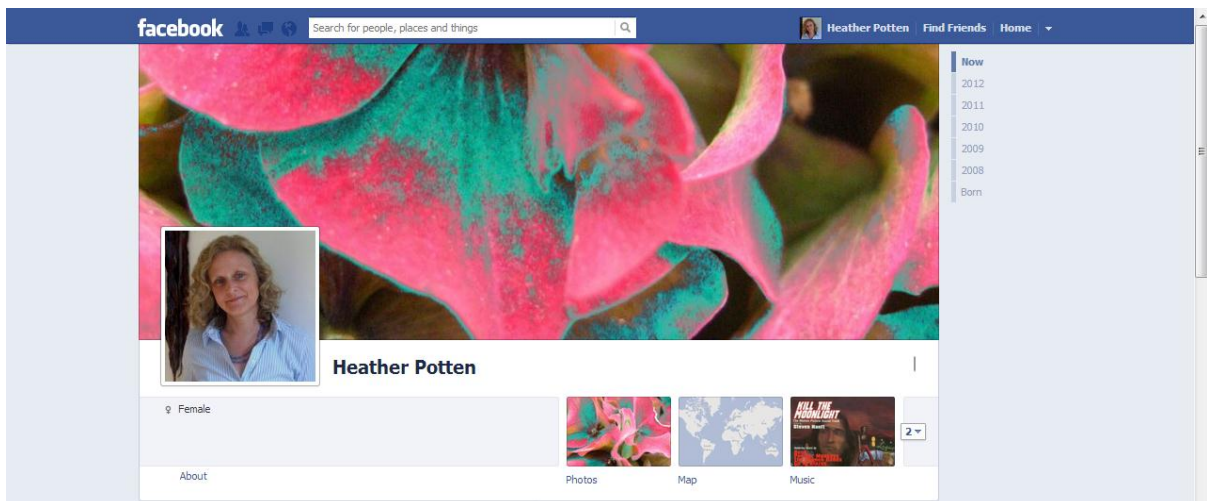 facebook Search for people, places and things Heather Potten Find Friends Home
Now
2012
2011
2010
2009
2008
Born
Heather Potten
♀ Female
KILL THE
MOONLIGHT
Steven Hanft
2
About
Photos Map Music